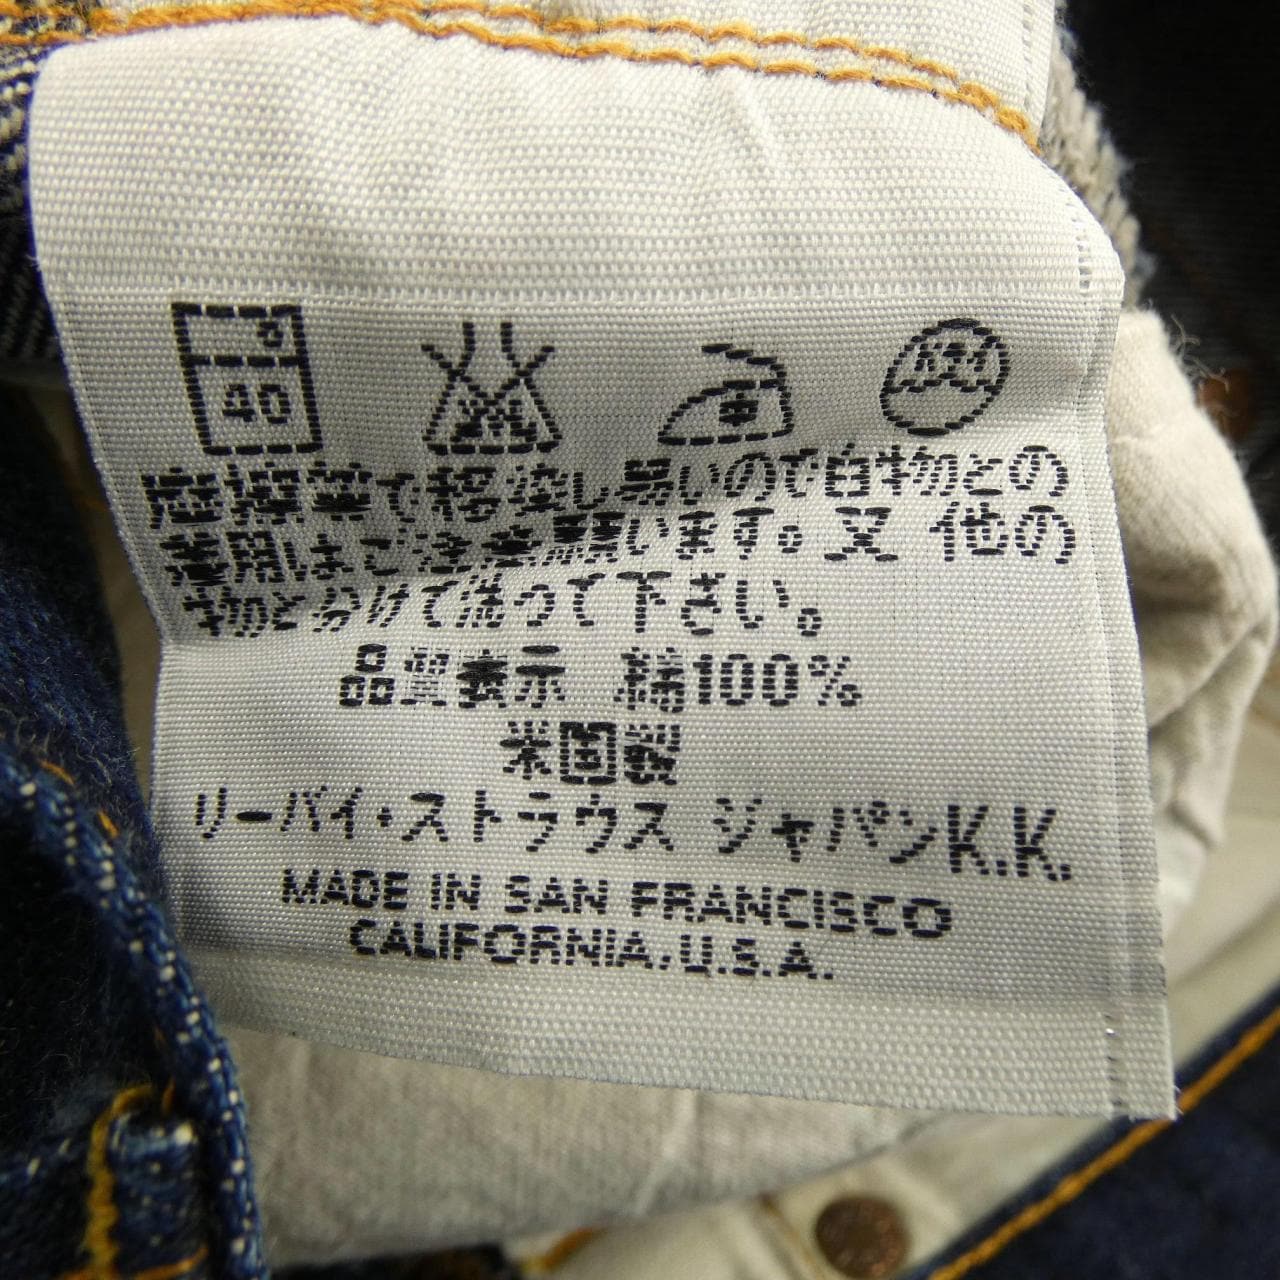 40
中
摩擦等で移染し易いので白物との
着用はご注意願います。又 他の
物と分けて洗って下さい。
品質表示 綿100%
米国製
リーバイ・ストラウス ジャパンK.K.
MADE IN SAN FRANCISCO
CALIFORNIA,U.S.A.